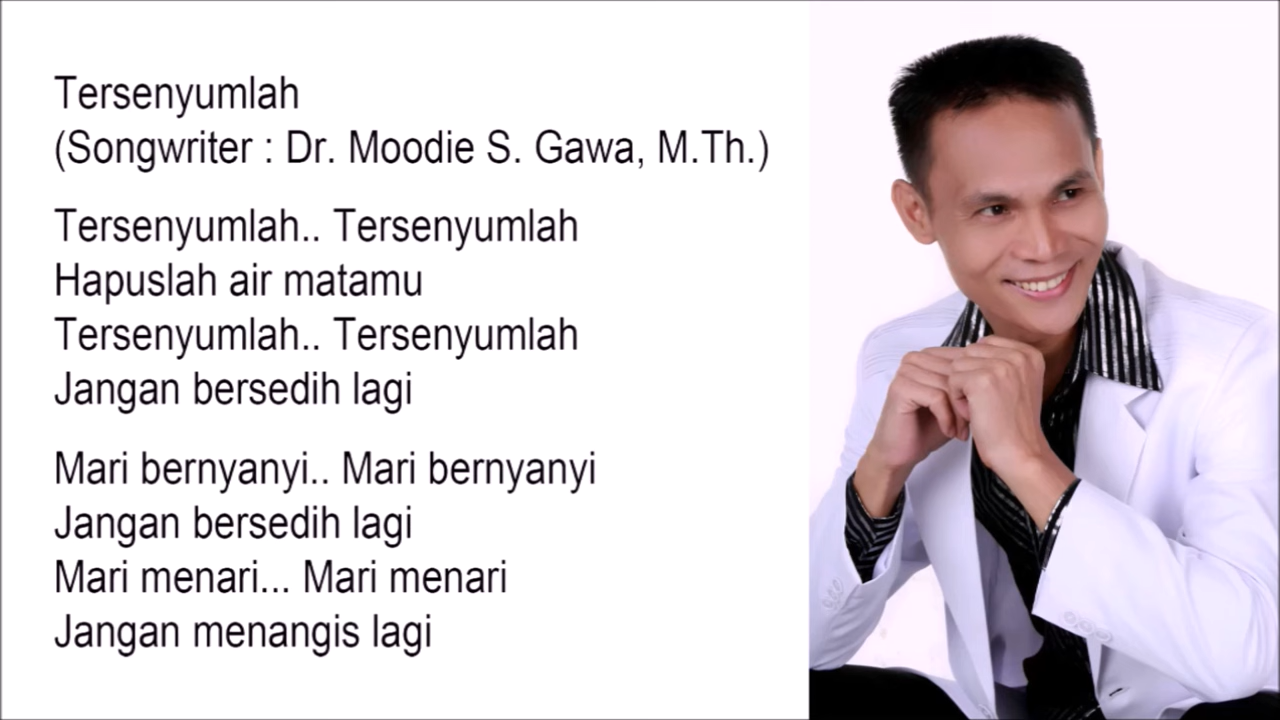 Tersenyumlah
(Songwriter : Dr. Moodie S. Gawa, M.Th.)
Tersenyumlah.. Tersenyumlah
Hapuslah air matamu
Tersenyumlah.. Tersenyumlah
Jangan bersedih lagi
Mari bernyanyi.. Mari bernyanyi
Jangan bersedih lagi
Mari menari... Mari menari
Jangan menangis lagi